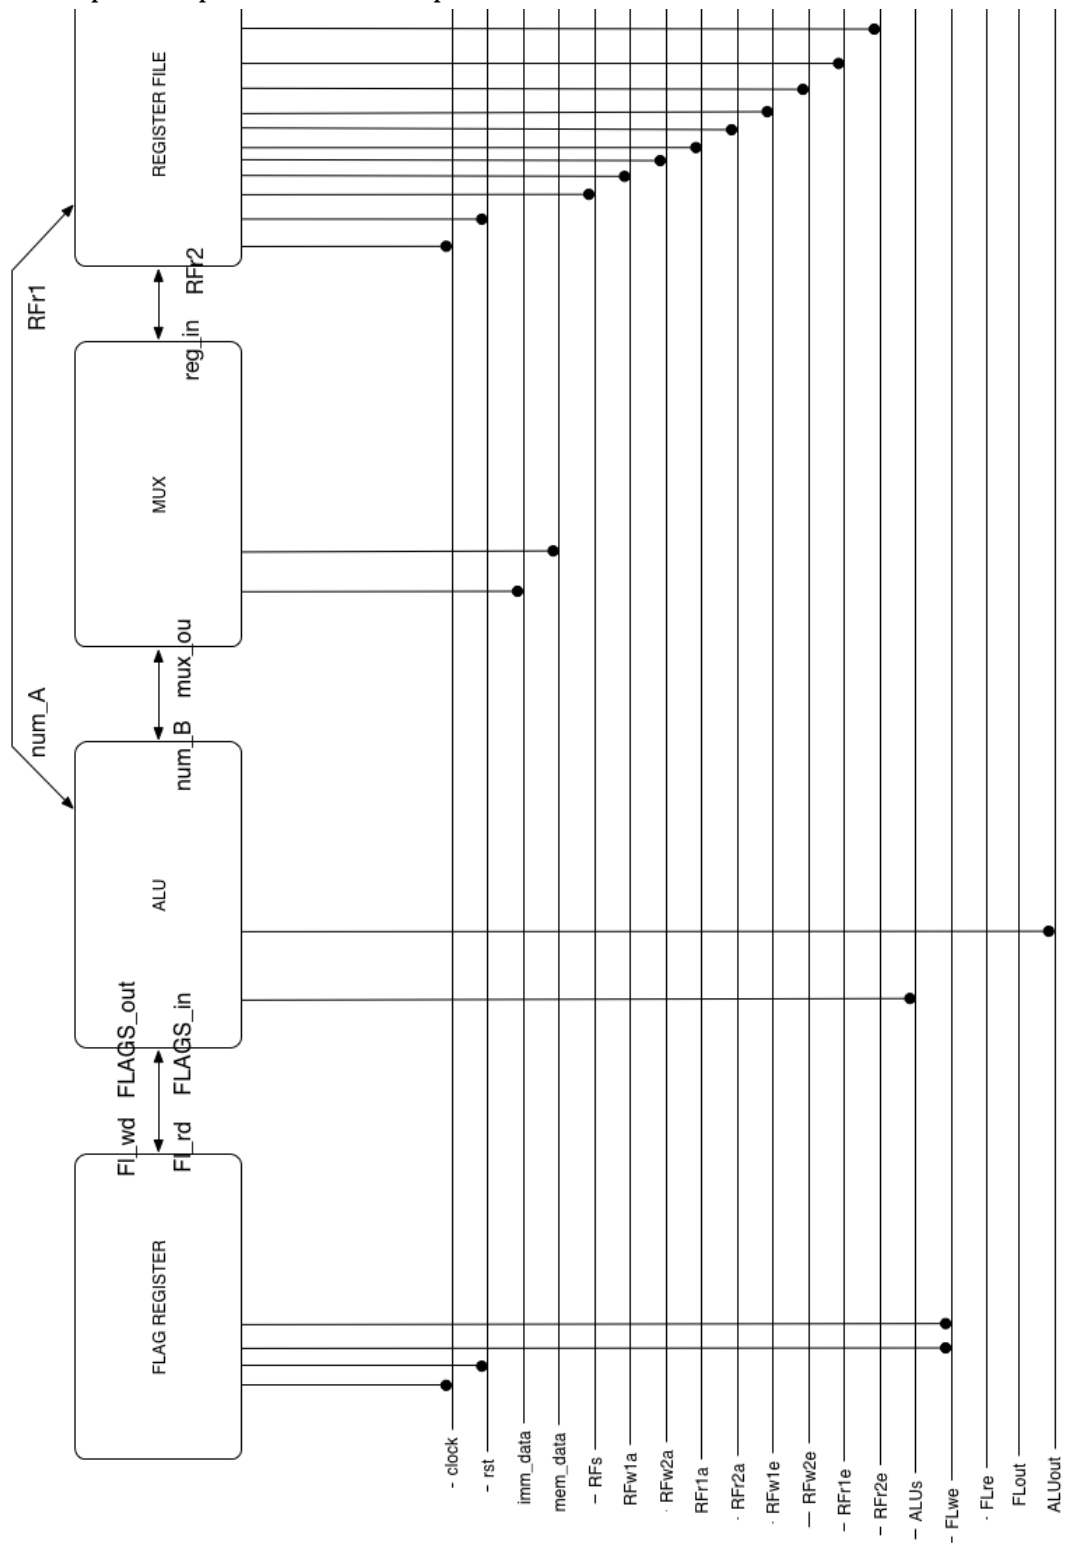 REGISTER FILE
RFr1
RFr2
reg_in
MUX
mux_ou
num_A
num_B
ALU
FLAGS_out
FLAGS_in
Fl_wd
Fl_rd
FLAG REGISTER
- clock
- rst
imm_data
mem_data
- RFs
RFw1a
RFw2a
RFr1a
RFr2a
RFw1e
RFw2e
RFr1e
RFr2e
ALUs
FLwe
FLre
FLout
ALUout